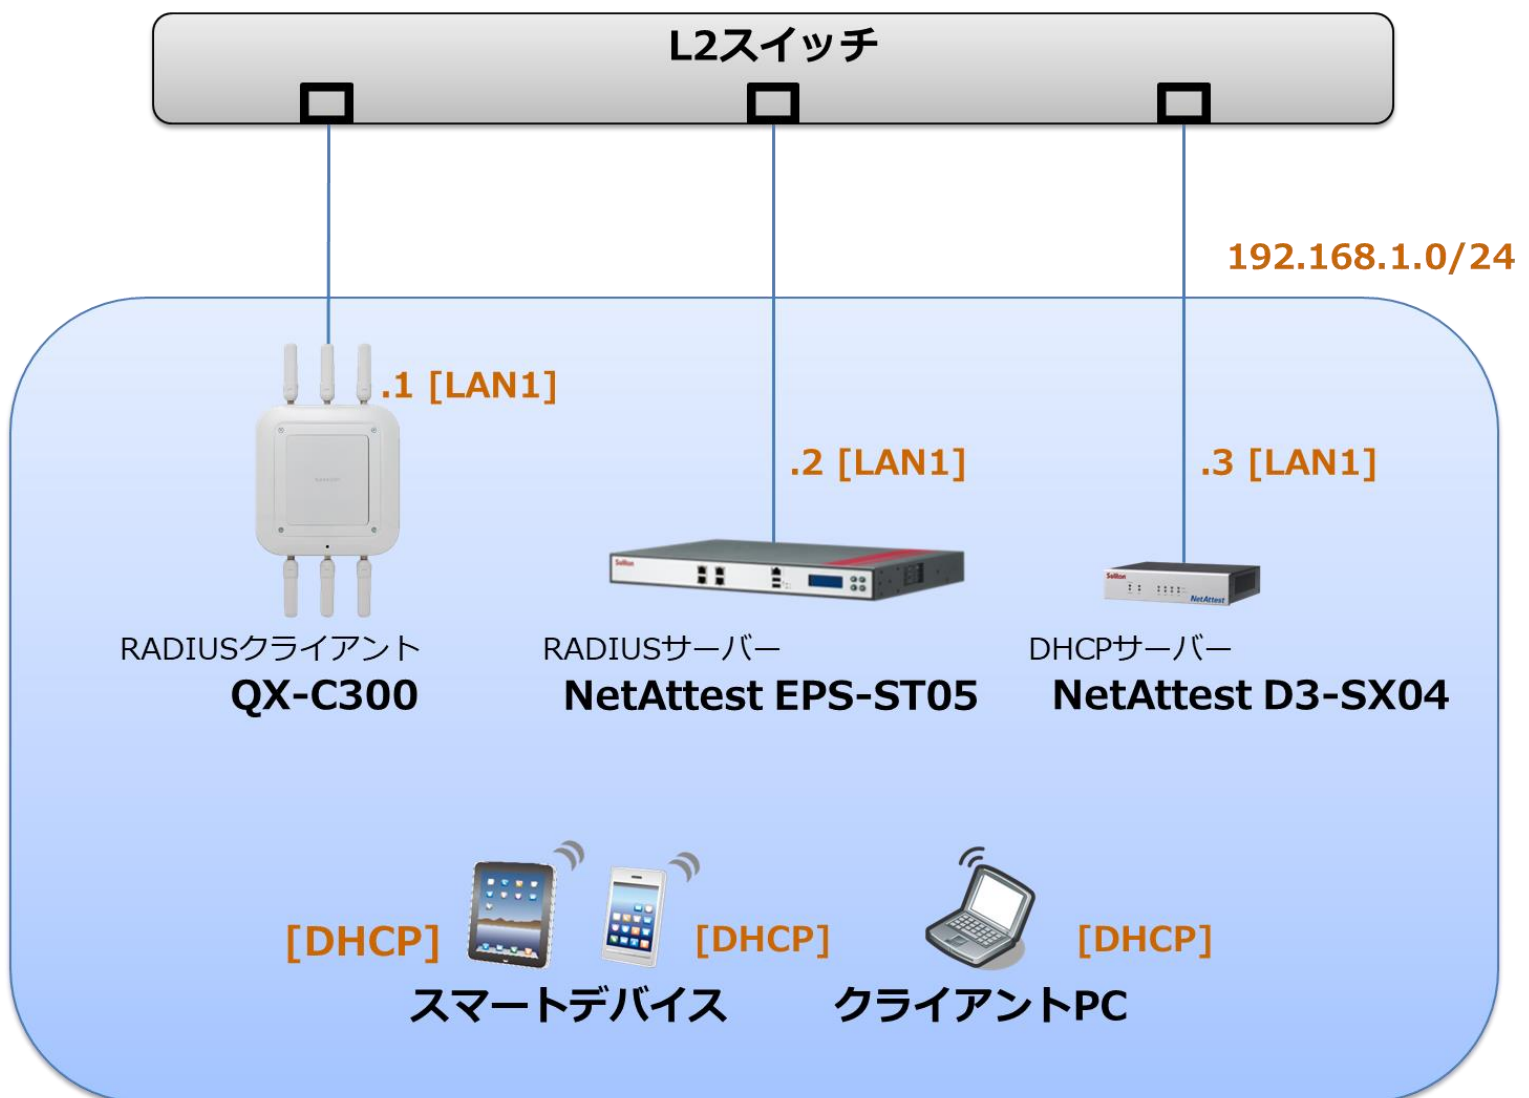 L2スイッチ
192.168.1.0/24
.1 [LAN1]
.2 [LAN1]
.3 [LAN1]
Soliton
Soliton
NetAttest
RADIUSクライアント
QX-C300
RADIUSサーバー
NetAttest EPS-ST05
DHCPサーバー
NetAttest D3-SX04
[DHCP]
[DHCP]
[DHCP]
スマートデバイス
クライアントPC